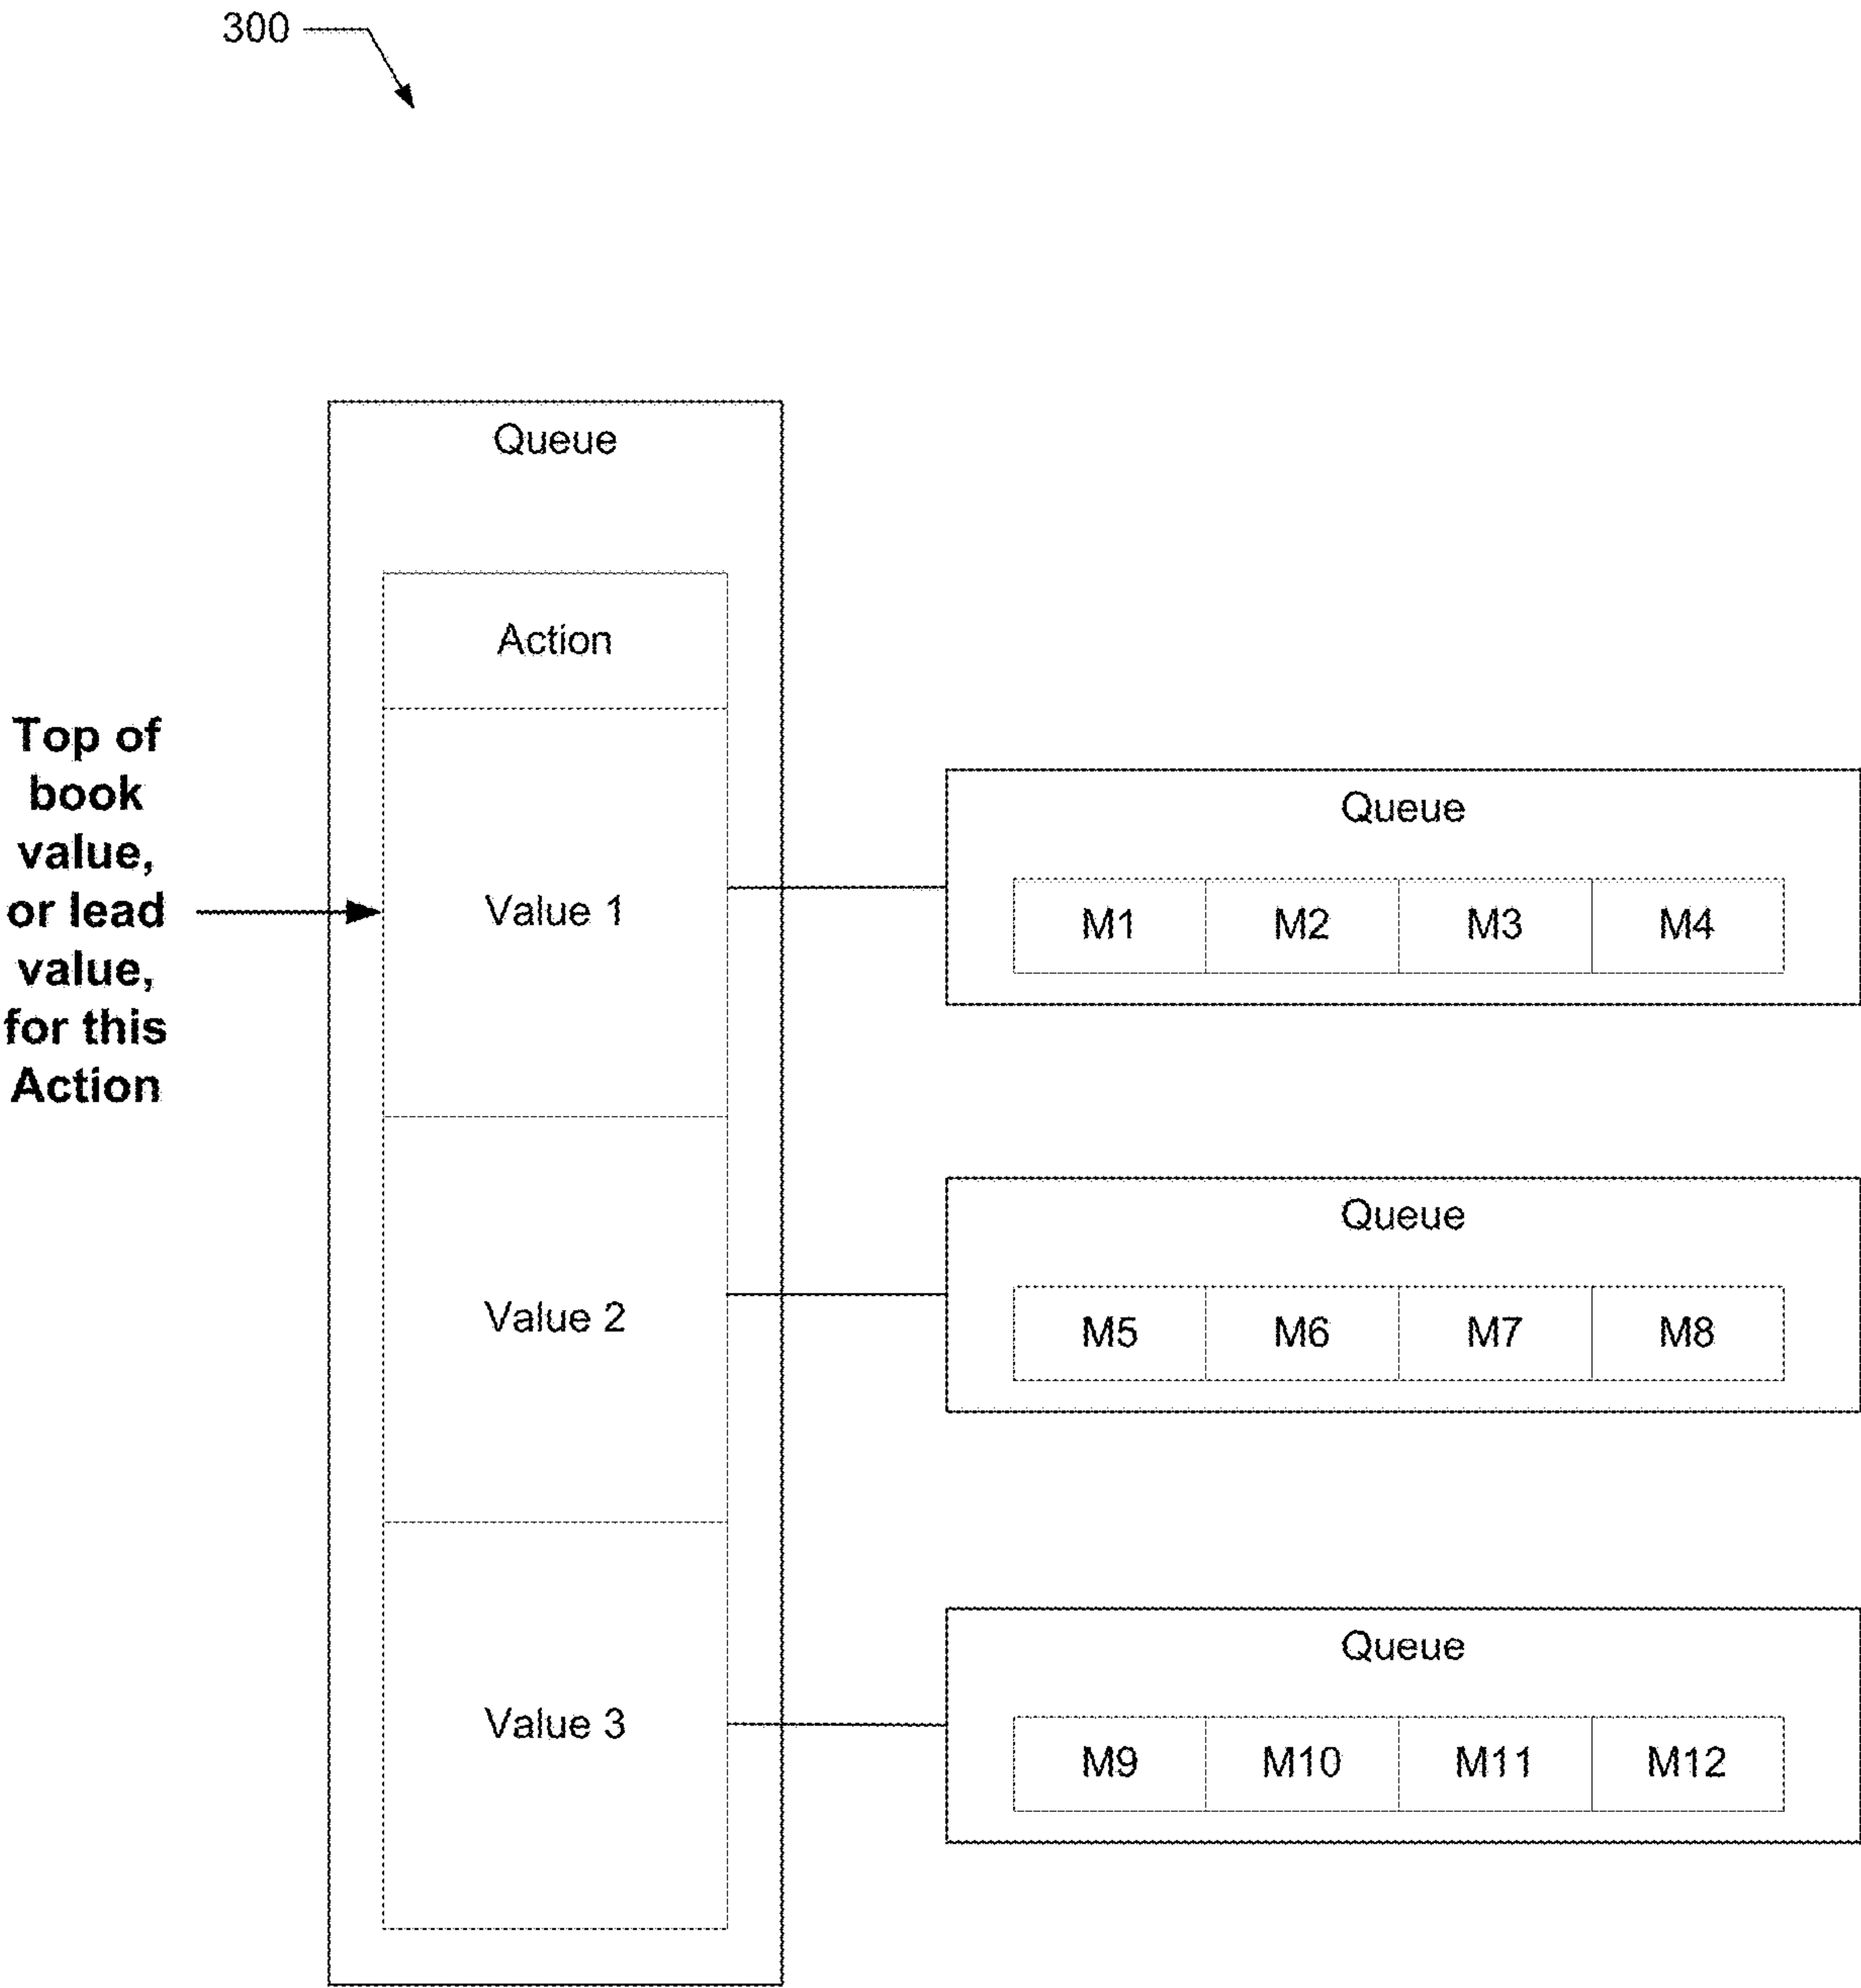 300
Queue
Action
Top of
book
value,
or lead
value,
for this
Action
Value 1
Queue
M1 M2 M3 M4
Value 2
Queue
M5 M6 M7 M8
Value 3
Queue
M9 M10 M11 M12